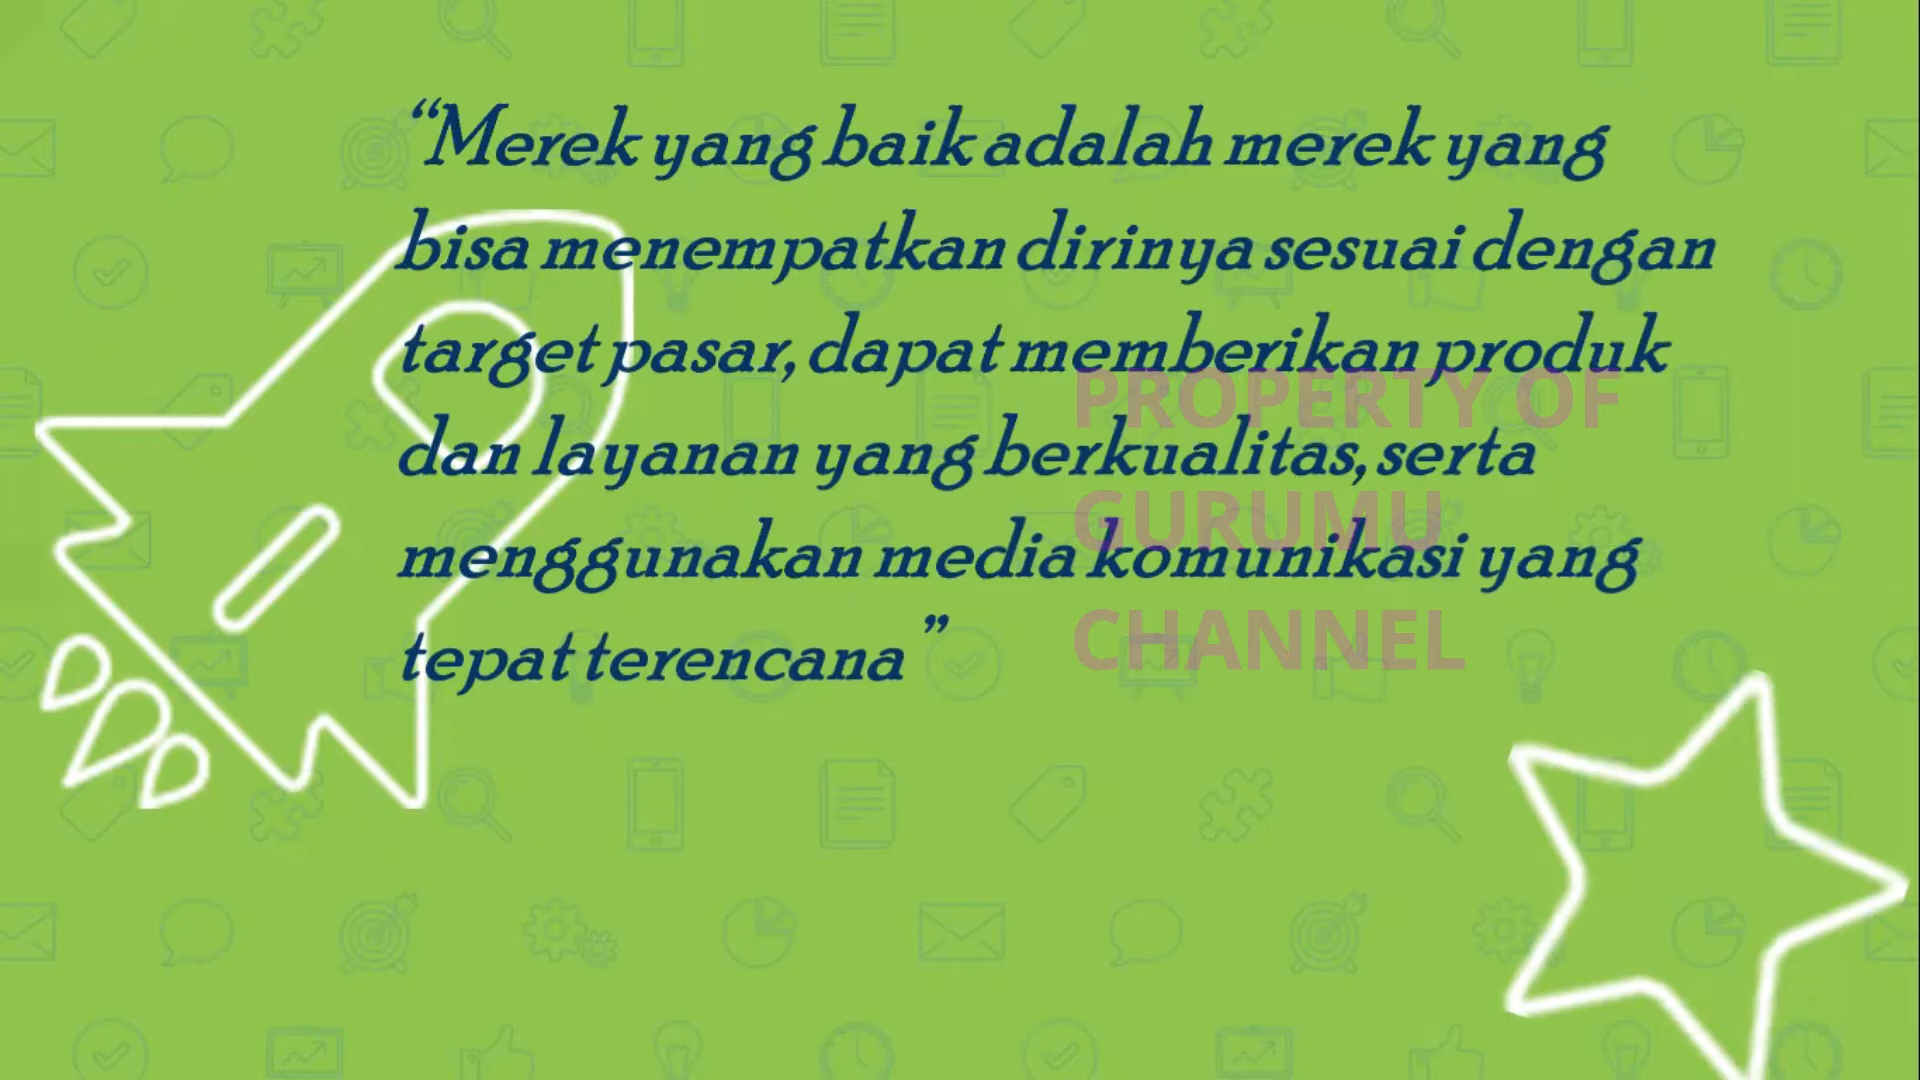 “Merek yang baik adalah merek yang
bisa menempatkan dirinya sesuai dengan
target pasar, dapat memberikan produk
dan layanan yang berkualitas, serta
menggunakan media komunikasi yang
tepat terencana ”
PROPERTY OF
GURUMU
CHANNEL